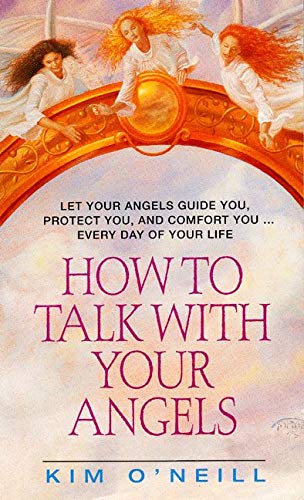 LET YOUR ANGELS GUIDE YOU,
PROTECT YOU, AND COMFORT YOU ...
EVERY DAY OF YOUR LIFE
HOW TO
TALK WITH
YOUR
ANGELS
KIM O'NEILL